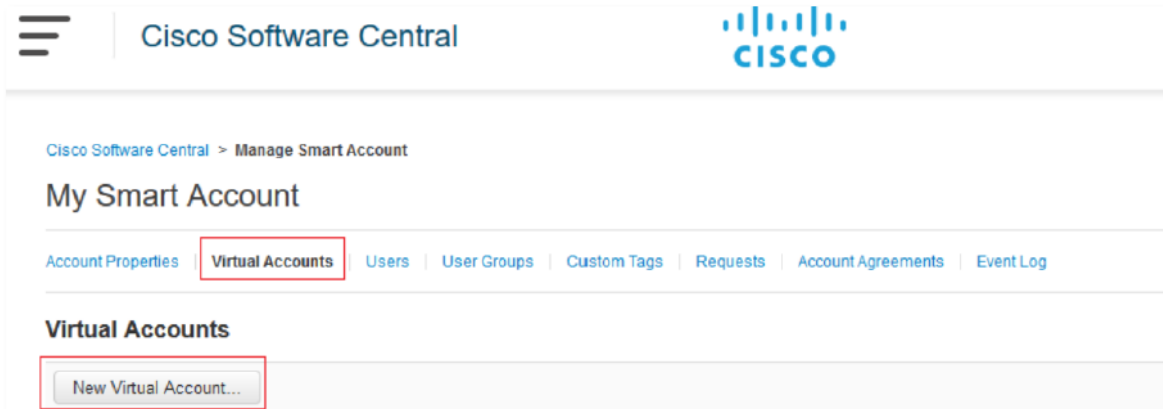 Cisco Software Central
CISCO
Cisco Software Central > Manage Smart Account
My Smart Account
Account Properties | Virtual Accounts | Users | User Groups | Custom Tags | Requests | Account Agreements | Event Log
Virtual Accounts
New Virtual Account...